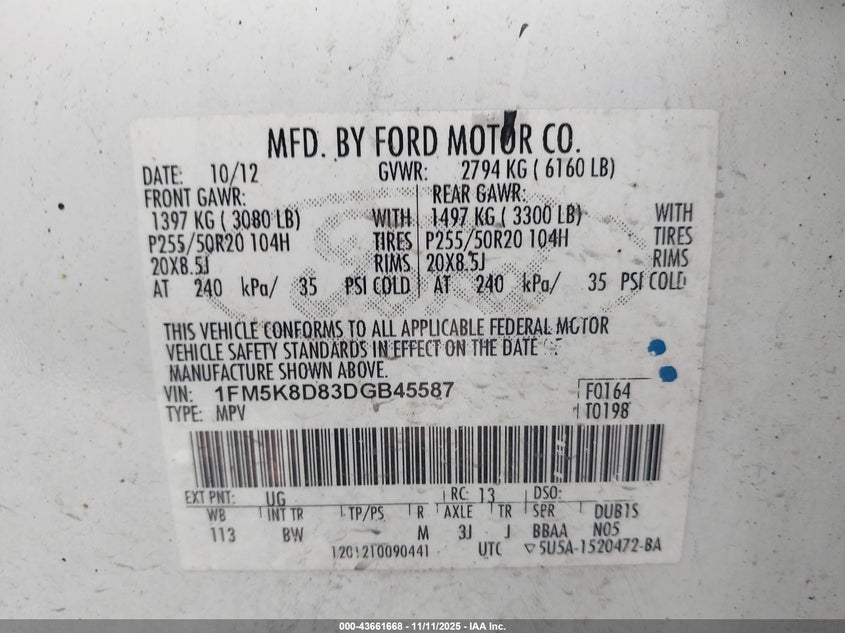 MFD. BY FORD MOTOR CO.
DATE: 10/12 GVWR: 2794 KG ( 6160 LB)
FRONT GAWR: REAR GAWR:
1397 KG ( 3080 LB) WITH 1497 KG ( 3300 LB) WITH
P255/50R20 104H TIRES P255/50R20 104H TIRES
20X8.5J RIMS 20X8.5J RIMS
AT 240 kPa/ 35 PSI COLD AT 240 kPa/ 35 PSI COLD
THIS VEHICLE CONFORMS TO ALL APPLICABLE FEDERAL MOTOR
VEHICLE SAFETY STANDARDS IN EFFECT ON THE DATE OF
MANUFACTURE SHOWN ABOVE.
VIN: 1FM5K8D83DGB45587 F0164
TYPE: MPV T0198
EXT PNT: UG RC: 13 DSO:
WB INT TR TP/PS R AXLE TR SPR DUB1S
113 BW M 3J J BBAA N05
1201210090441 UTC ▽5U5A-1520472-BA
000-43661668 - 11/11/2025 - IAA Inc.